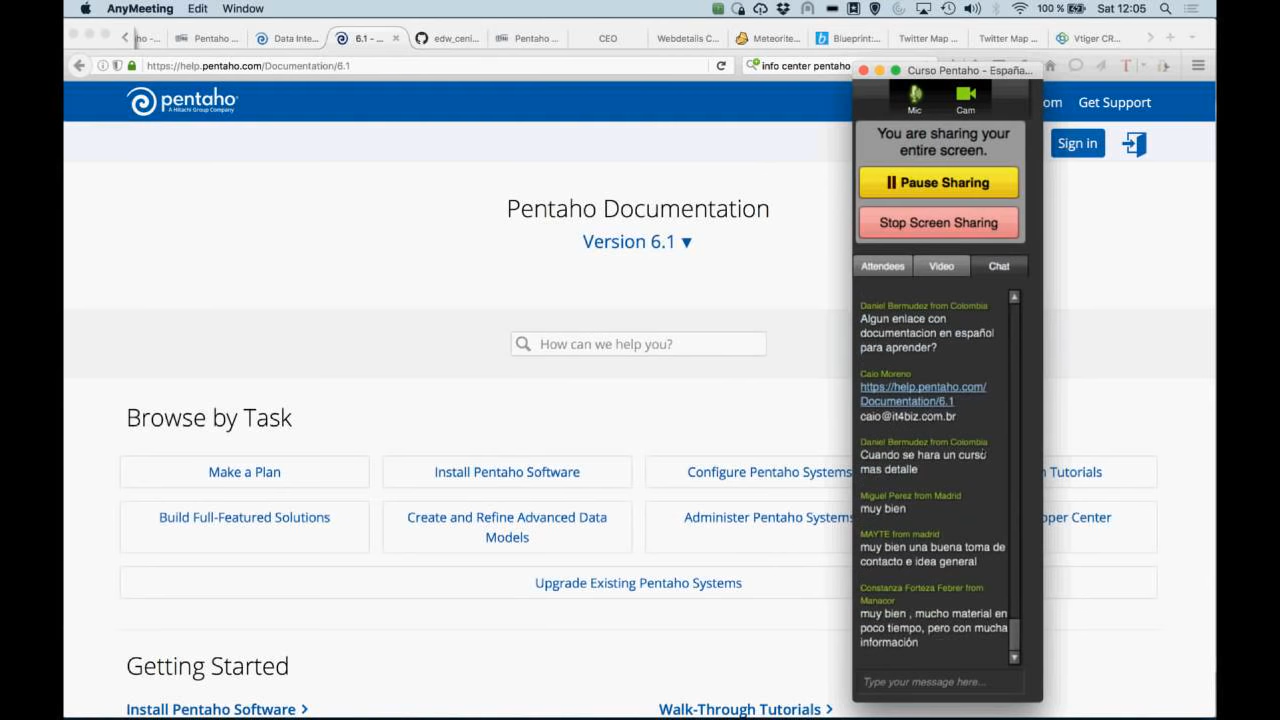 AnyMeeting Edit Window 100 % Sat 12:05
ho -... Pentaho ... Data Inte... 6.1 - ... edw_ceni... Pentaho ... CEO Webdetails C... Meteorite... Blueprint:... Twitter Map ... Twitter Map ... Vtiger CR...
https://help.pentaho.com/Documentation/6.1
info center pentaho
Curso Pentaho - Españа...
pentaho
A Hitachi Group Company
om Get Support
Sign in
Mic Cam
You are sharing your
entire screen.
Pause Sharing
Stop Screen Sharing
Attendees Video Chat
Pentaho Documentation
Version 6.1 ▼
How can we help you?
Browse by Task
Make a Plan
Install Pentaho Software
Configure Pentaho Systems
Tutorials
Build Full-Featured Solutions
Create and Refine Advanced Data
Models
Administer Pentaho Systems
oper Center
Upgrade Existing Pentaho Systems
Getting Started
Install Pentaho Software >
Walk-Through Tutorials >
Daniel Bermudez from Colombia
Algun enlace con
documentacion en español
para aprender?
Caio Moreno
https://help.pentaho.com/
Documentation/6.1
caio@it4biz.com.br
Daniel Bermudez from Colombia
Cuando se hara un curso
mas detalle
Miguel Perez from Madrid
muy bien
MAYTE from madrid
muy bien una buena toma de
contacto e idea general
Constanza Forteza Febrer from
Manacor
muy bien , mucho material en
poco tiempo, pero con mucha
información
Type your message here...